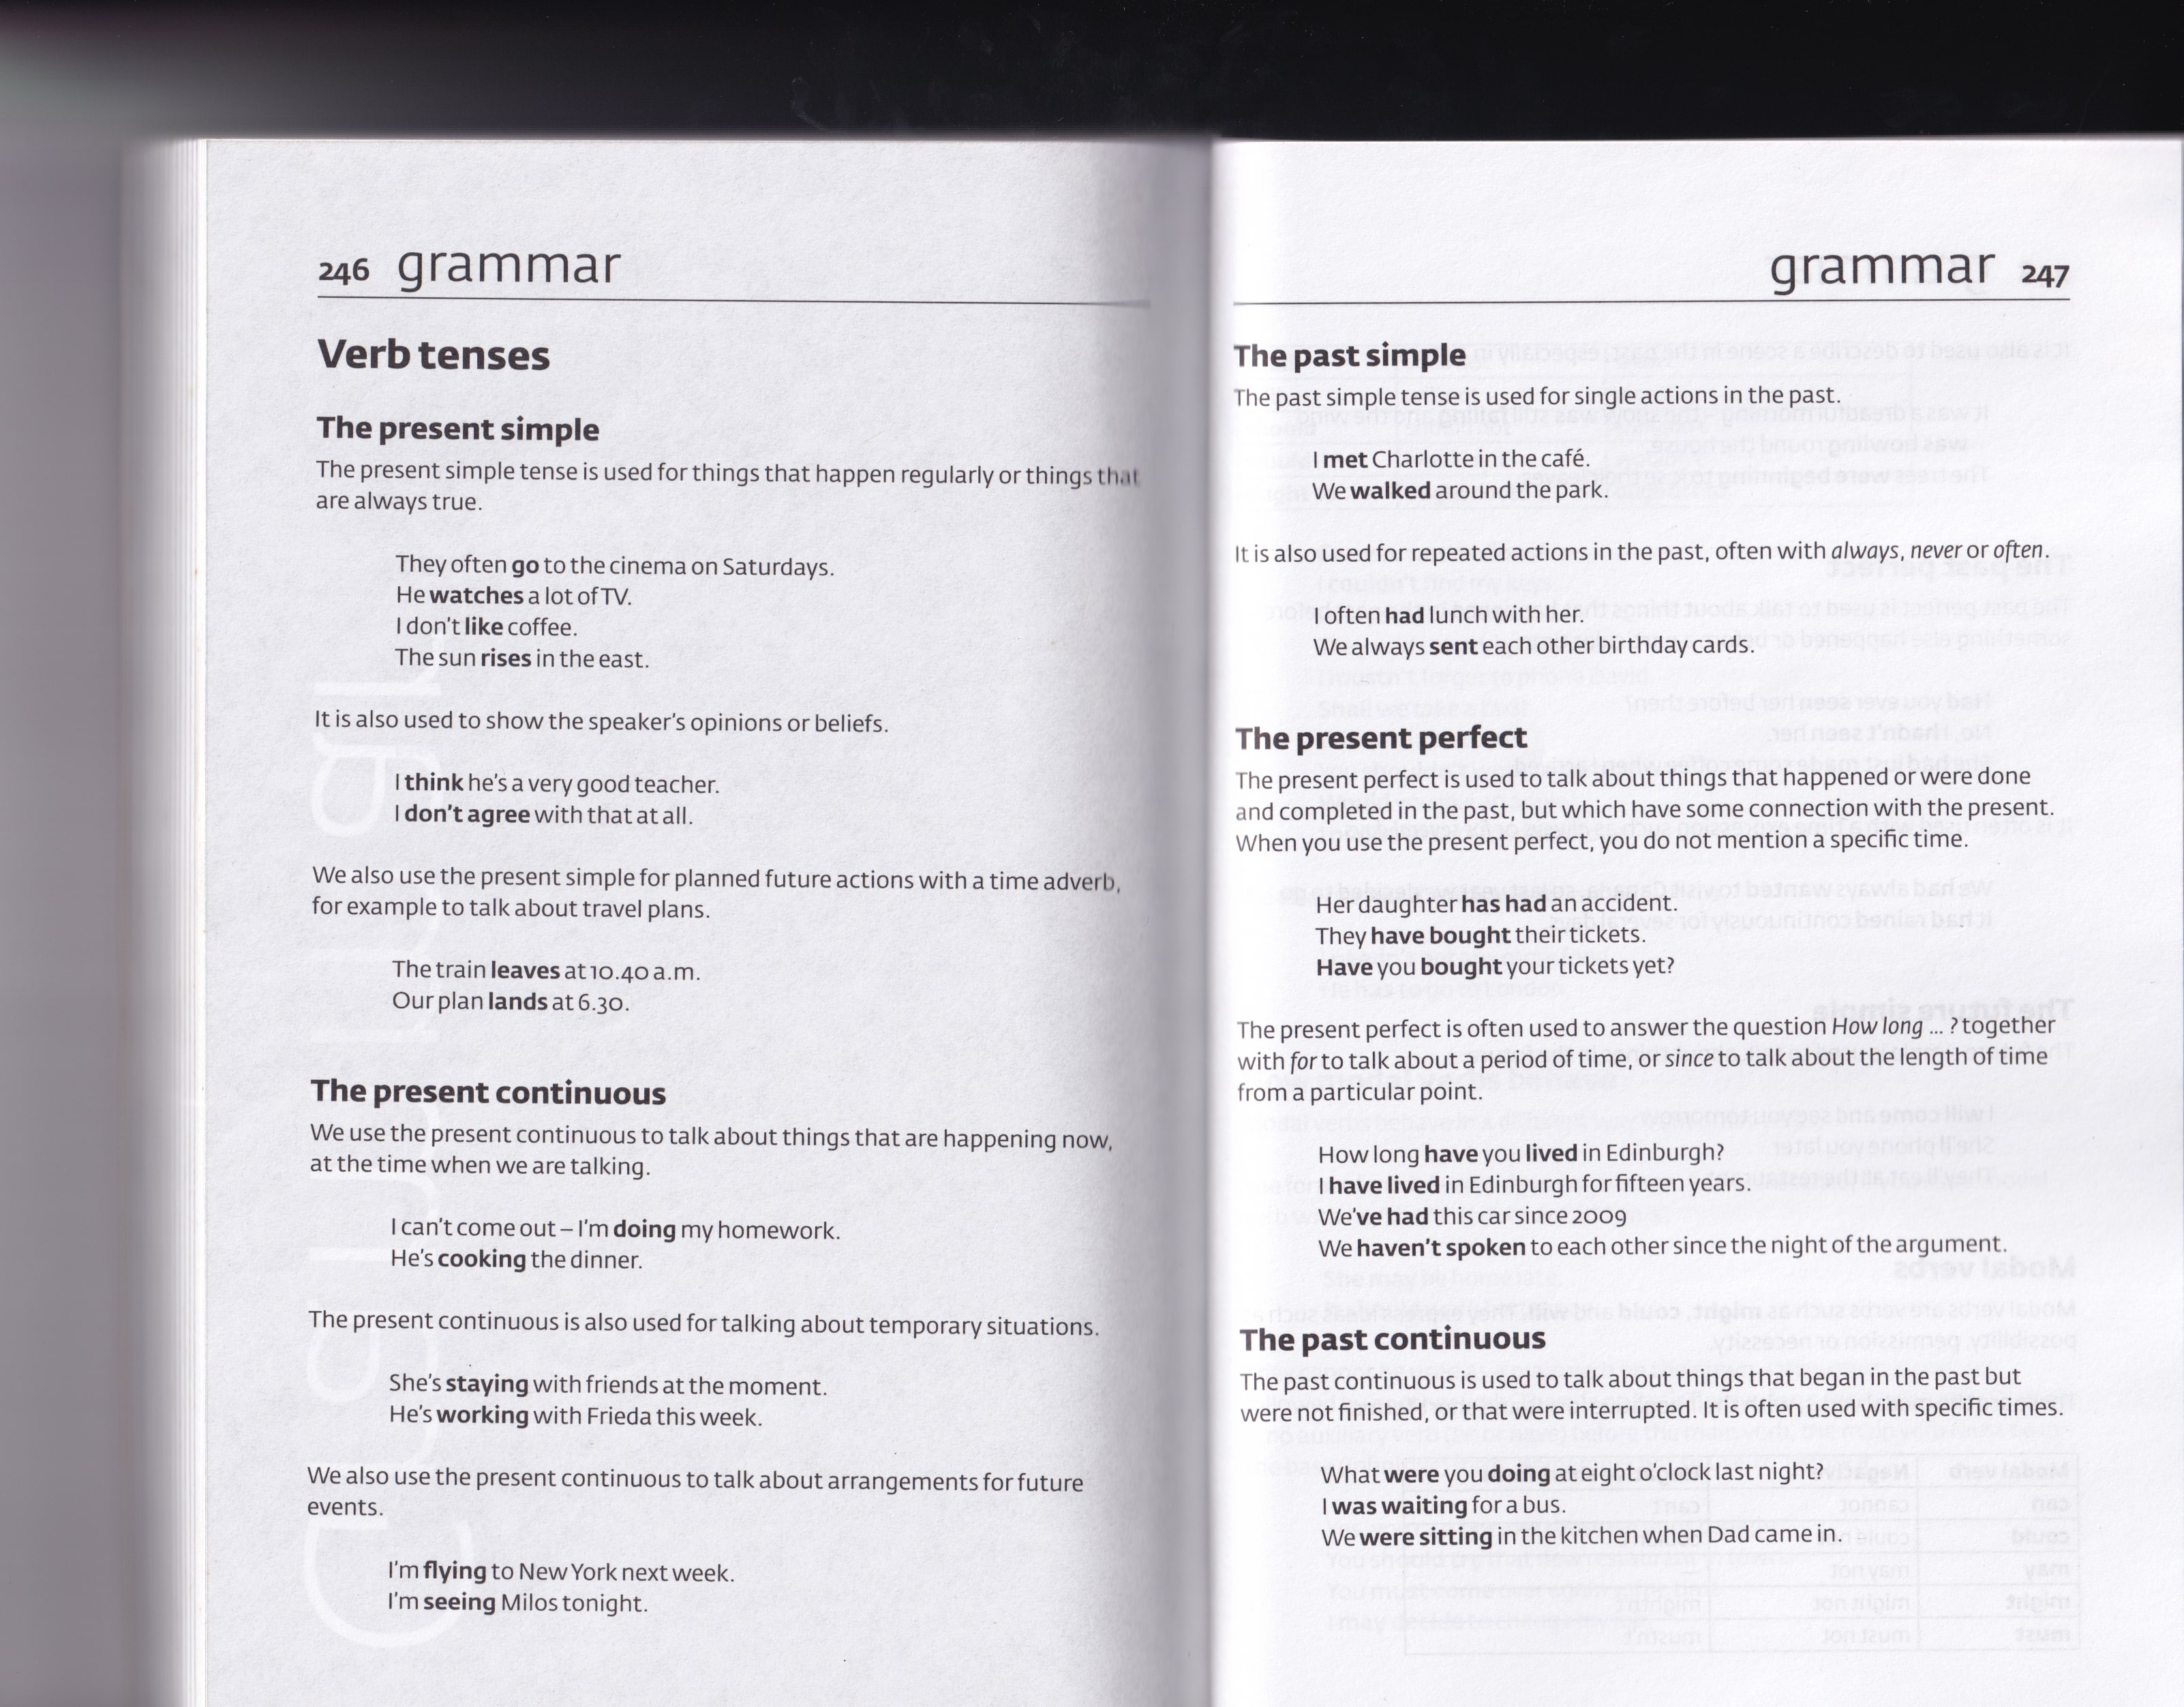 246 grammar
Verb tenses
The present simple
The present simple tense is used for things that happen regularly or things that
are always true.
They often go to the cinema on Saturdays.
He watches a lot of TV.
I don't like coffee.
The sun rises in the east.
It is also used to show the speaker's opinions or beliefs.
I think he's a very good teacher.
I don't agree with that at all.
We also use the present simple for planned future actions with a time adverb,
for example to talk about travel plans.
The train leaves at 10.40 a.m.
Our plan lands at 6.30.
The present continuous
We use the present continuous to talk about things that are happening now,
at the time when we are talking.
I can't come out – I'm doing my homework.
He's cooking the dinner.
The present continuous is also used for talking about temporary situations.
She's staying with friends at the moment.
He's working with Frieda this week.
We also use the present continuous to talk about arrangements for future
events.
I'm flying to New York next week.
I'm seeing Milos tonight.
grammar 247
The past simple
The past simple tense is used for single actions in the past.
I met Charlotte in the café.
We walked around the park.
It is also used for repeated actions in the past, often with always, never or often.
I often had lunch with her.
We always sent each other birthday cards.
The present perfect
The present perfect is used to talk about things that happened or were done
and completed in the past, but which have some connection with the present.
When you use the present perfect, you do not mention a specific time.
Her daughter has had an accident.
They have bought their tickets.
Have you bought your tickets yet?
The present perfect is often used to answer the question How long ... ? together
with for to talk about a period of time, or since to talk about the length of time
from a particular point.
How long have you lived in Edinburgh?
I have lived in Edinburgh for fifteen years.
We've had this car since 2009
We haven't spoken to each other since the night of the argument.
The past continuous
The past continuous is used to talk about things that began in the past but
were not finished, or that were interrupted. It is often used with specific times.
What were you doing at eight o'clock last night?
I was waiting for a bus.
We were sitting in the kitchen when Dad came in.